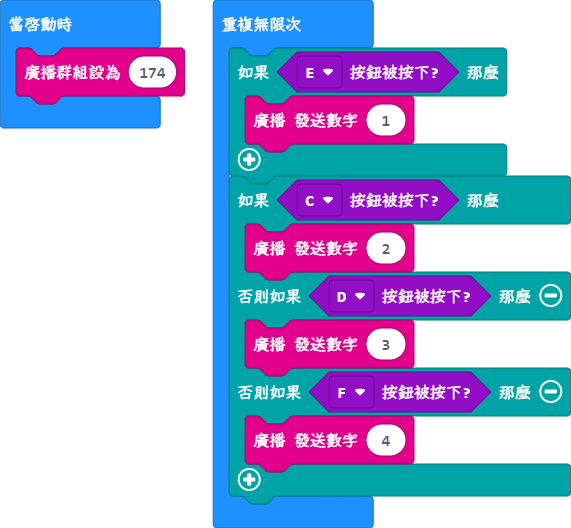 當啓動時
廣播群組設為 174
重複無限次
如果 E 按鈕被按下? 那麼
廣播 發送數字 1
如果 C 按鈕被按下? 那麼
廣播 發送數字 2
否則如果 D 按鈕被按下? 那麼
廣播 發送數字 3
否則如果 F 按鈕被按下? 那麼
廣播 發送數字 4